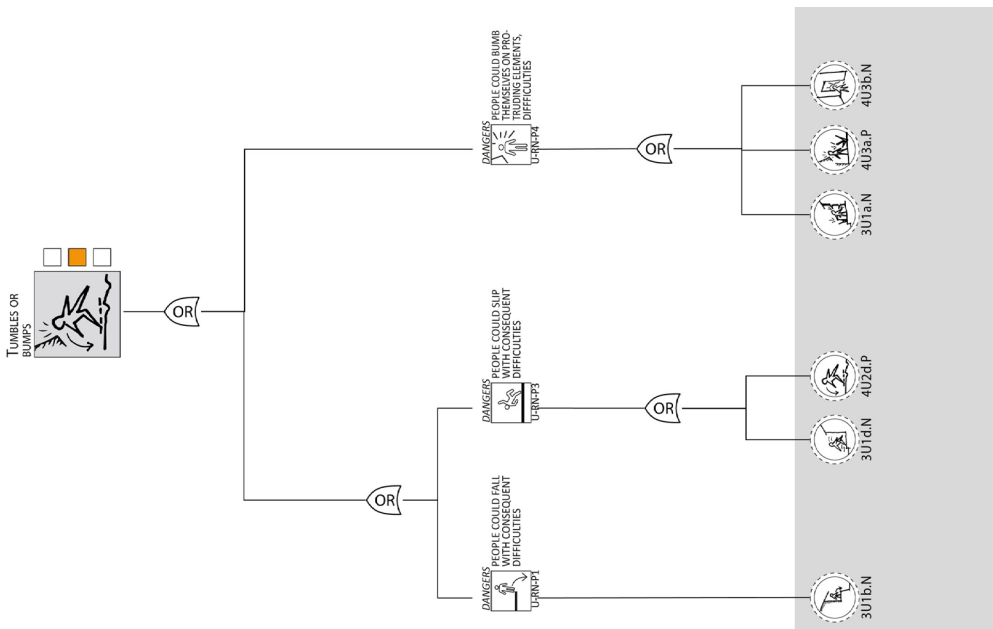 TUMBLES OR
BUMPS
OR
OR
DANGERS
PEOPLE COULD FALL
WITH CONSEQUENT
DIFFICULTIES
U-RN-P1
DANGERS
PEOPLE COULD SLIP
WITH CONSEQUENT
DIFFICULTIES
U-RN-P3
DANGERS
PEOPLE COULD BUMB
THEMSELVES ON PRO-
TRUDING ELEMENTS,
DIFFFICULTIES
U-RN-P4
OR
OR
3U1b.N
3U1d.N
4U2d.P
3U1a.N
4U3a.P
4U3b.N